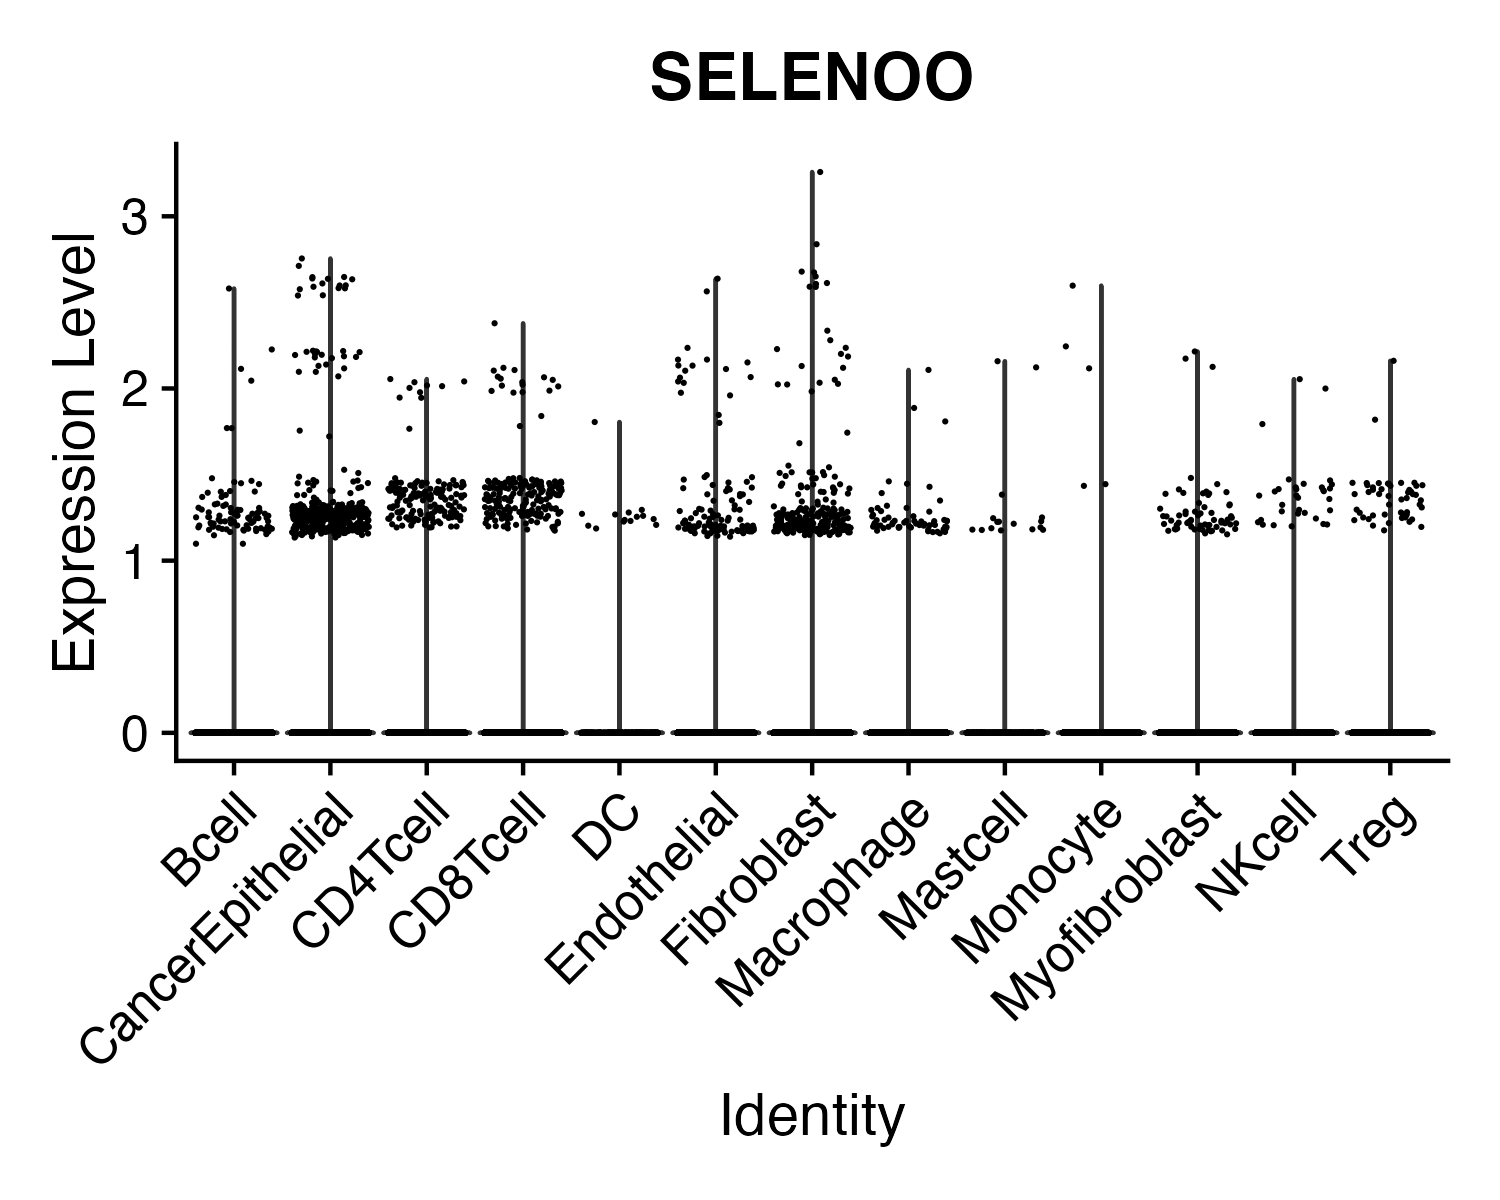 SELENOO
Expression Level
3
2
1
0
Bcell
CancerEpithelial
CD4Tcell
CD8Tcell
DC
Endothelial
Fibroblast
Macrophage
Mastcell
Monocyte
Myofibroblast
NKcell
Treg
Identity